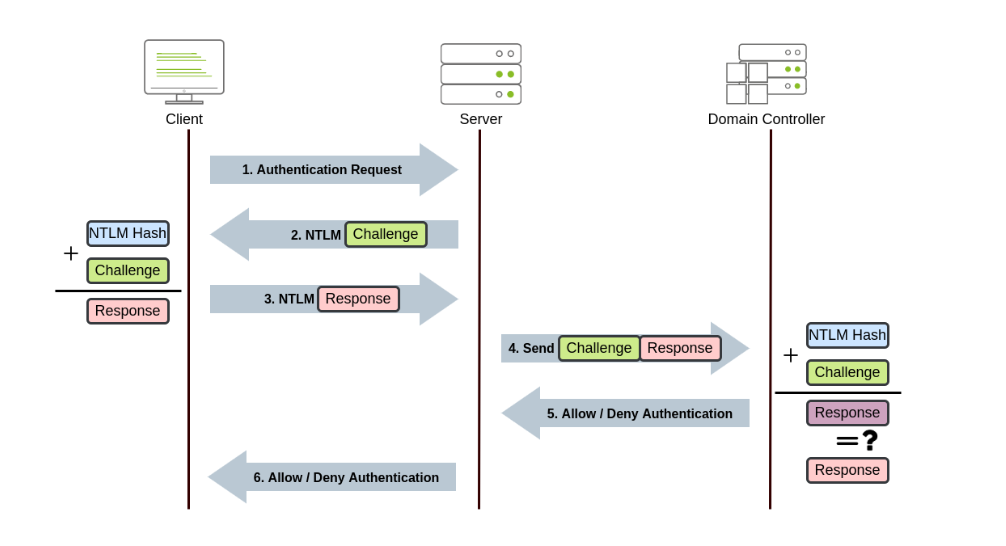 Client
Server
Domain Controller
1. Authentication Request
2. NTLM Challenge
NTLM Hash
+
Challenge
Response
3. NTLM Response
4. Send Challenge Response
NTLM Hash
+
Challenge
Response
=?
Response
5. Allow / Deny Authentication
6. Allow / Deny Authentication